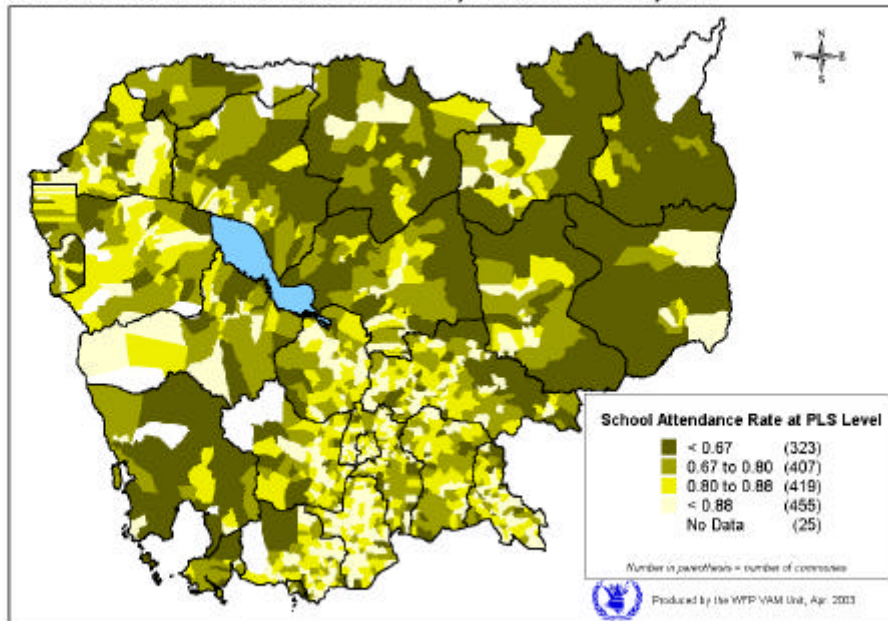 N
W E
S
School Attendance Rate at PLS Level
< 0.67 (323)
0.67 to 0.80 (407)
0.80 to 0.88 (419)
< 0.88 (455)
No Data (25)
Number in parenthesis = number of communes
Produced by the WFP VAM Unit, Apr. 2003